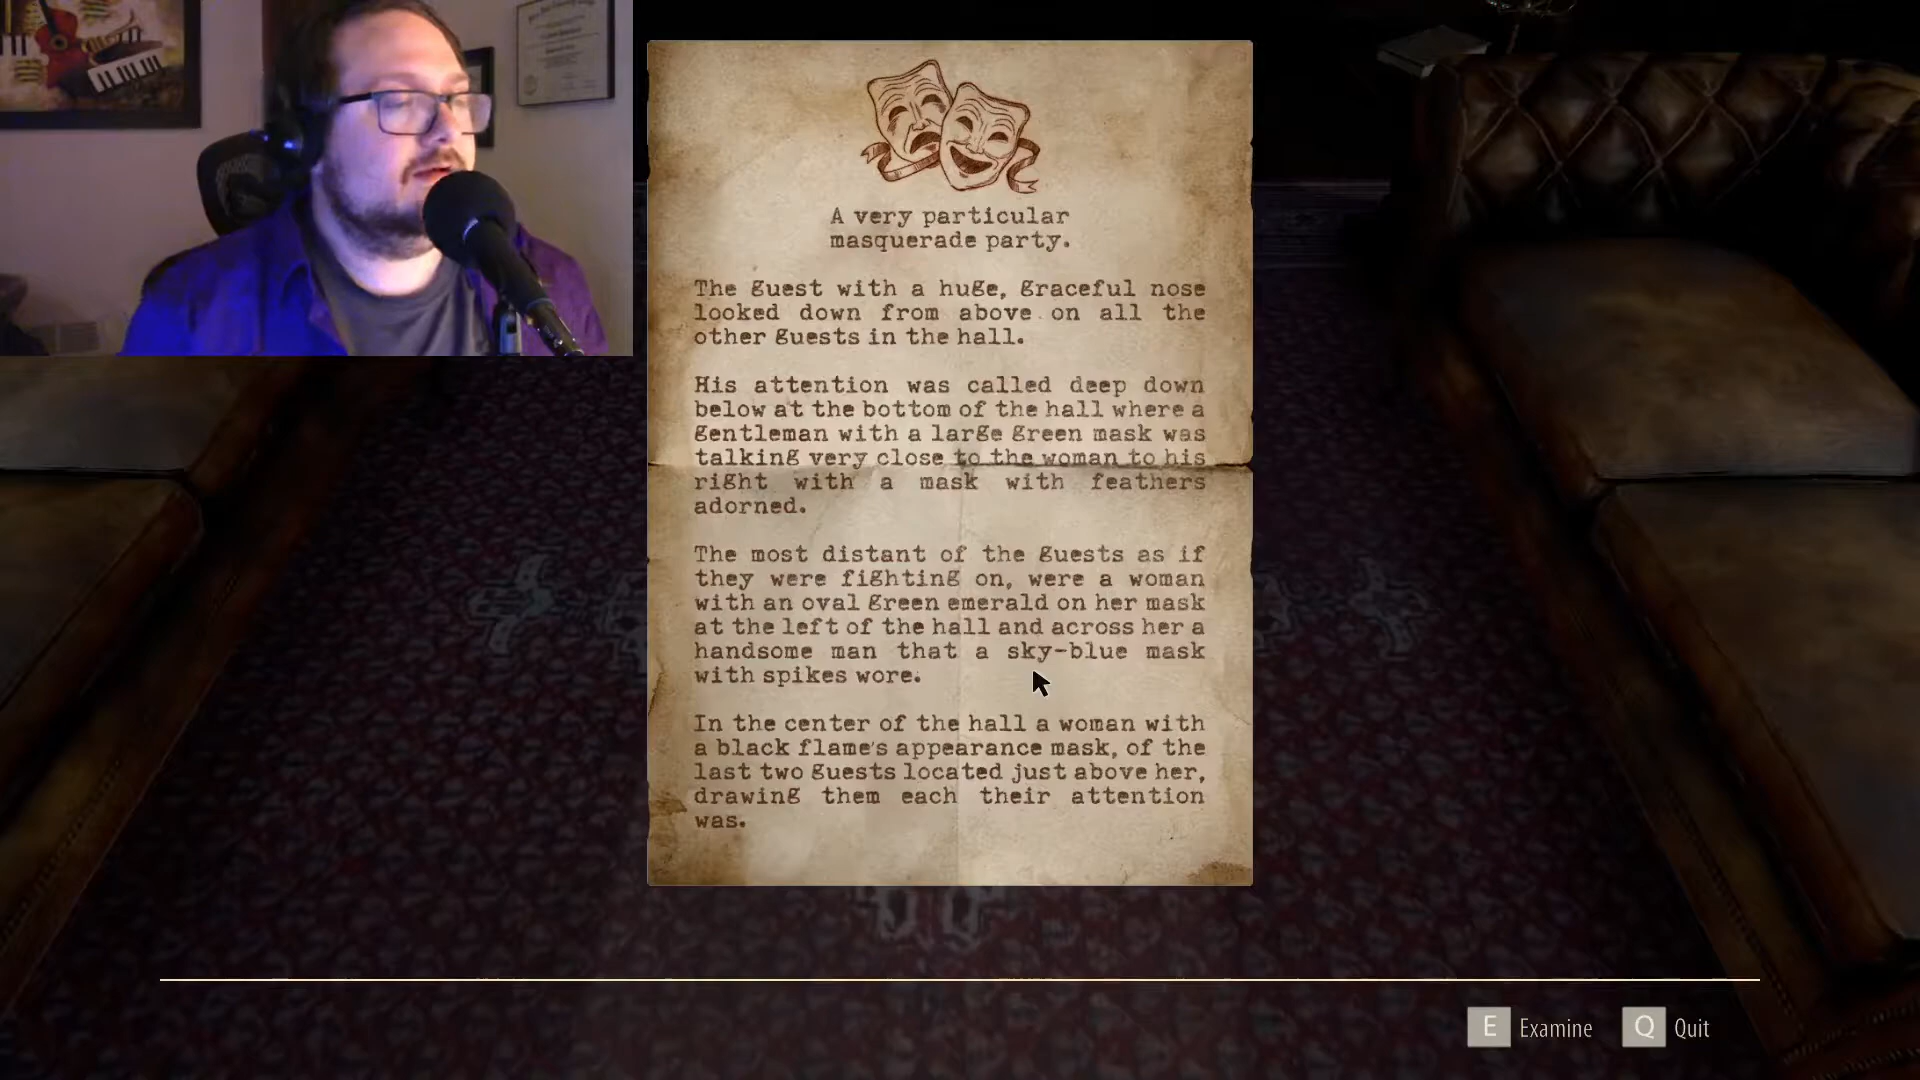 A very particular
masquerade party.
The guest with a huge, graceful nose
looked down from above on all the
other guests in the hall.
His attention was called deep down
below at the bottom of the hall where a
gentleman with a large green mask was
talking very close to the woman to his
right with a mask with feathers
adorned.
The most distant of the guests as if
they were fighting on, were a woman
with an oval green emerald on her mask
at the left of the hall and across her a
handsome man that a sky-blue mask
with spikes wore.
In the center of the hall a woman with
a black flame's appearance mask, of the
last two guests located just above her,
drawing them each their attention
was.
E Examine Q Quit